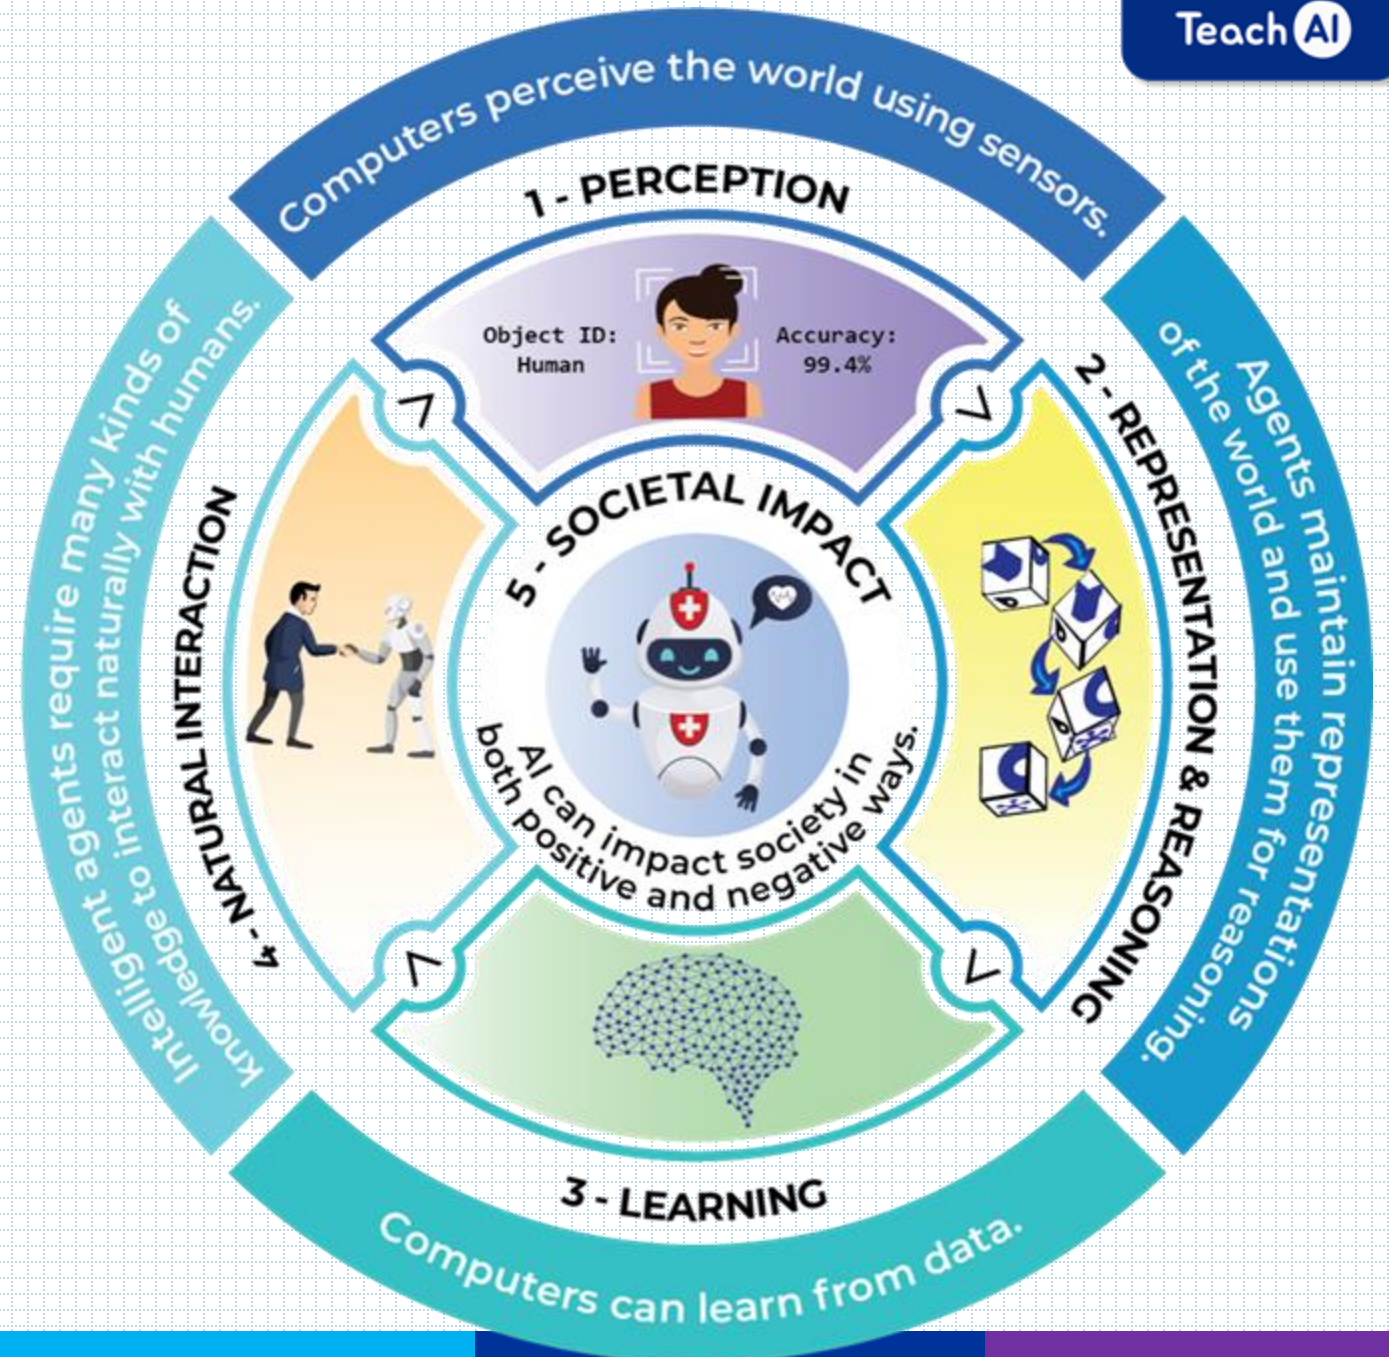 Teach AI
Computers perceive the world using sensors.
1 - PERCEPTION
Object ID:
Human
Accuracy:
99.4%
2 - REPRESENTATION & REASONING
Agents maintain representations
of the world and use them for reasoning.
3 - LEARNING
Computers can learn from data.
4 - NATURAL INTERACTION
Intelligent agents require many kinds of
knowledge to interact naturally with humans.
5 - SOCIETAL IMPACT
AI can impact society in
both positive and negative ways.